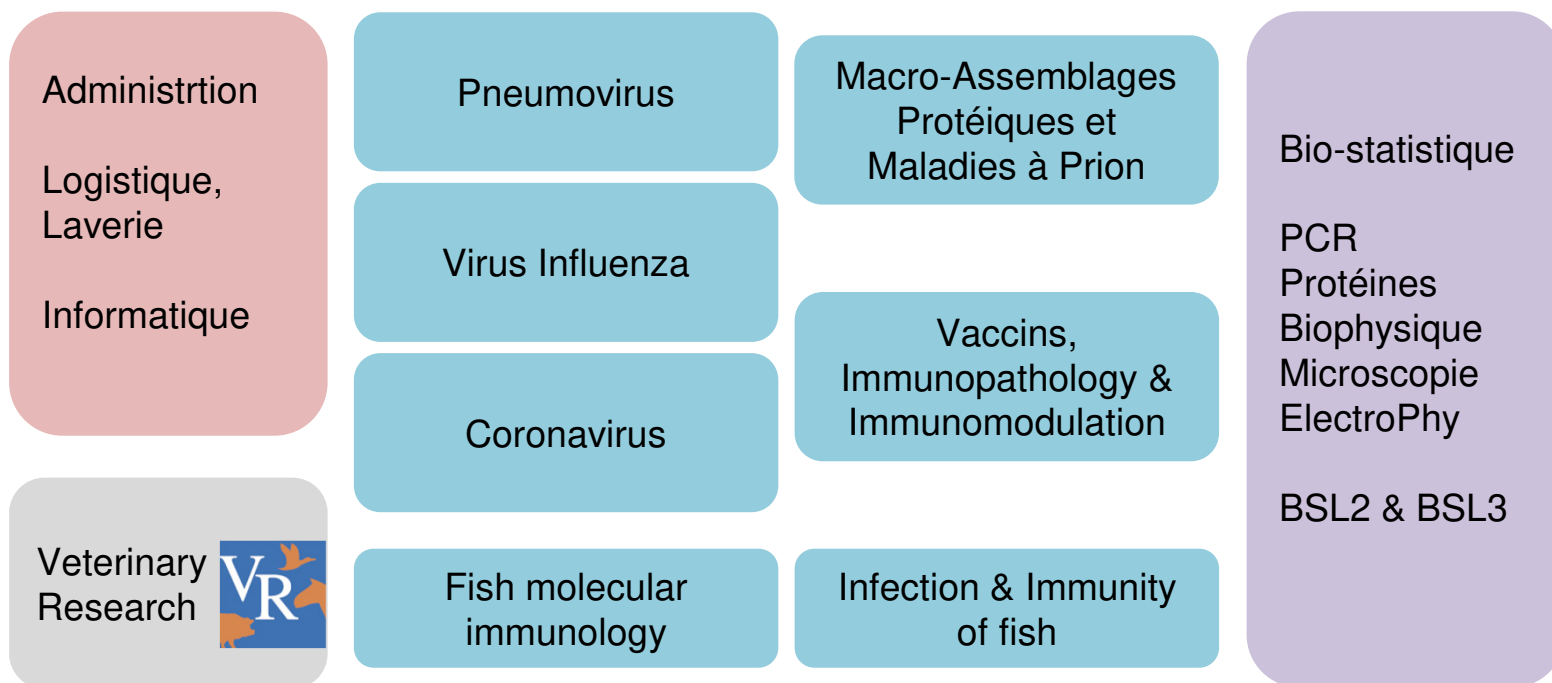 Administrtion
Logistique,
Laverie
Informatique
Veterinary
Research
VR
Pneumovirus
Virus Influenza
Coronavirus
Fish molecular
immunology
Macro-Assemblages
Protéiques et
Maladies à Prion
Vaccins,
Immunopathology &
Immunomodulation
Infection & Immunity
of fish
Bio-statistique
PCR
Protéines
Biophysique
Microscopie
ElectroPhy
BSL2 & BSL3